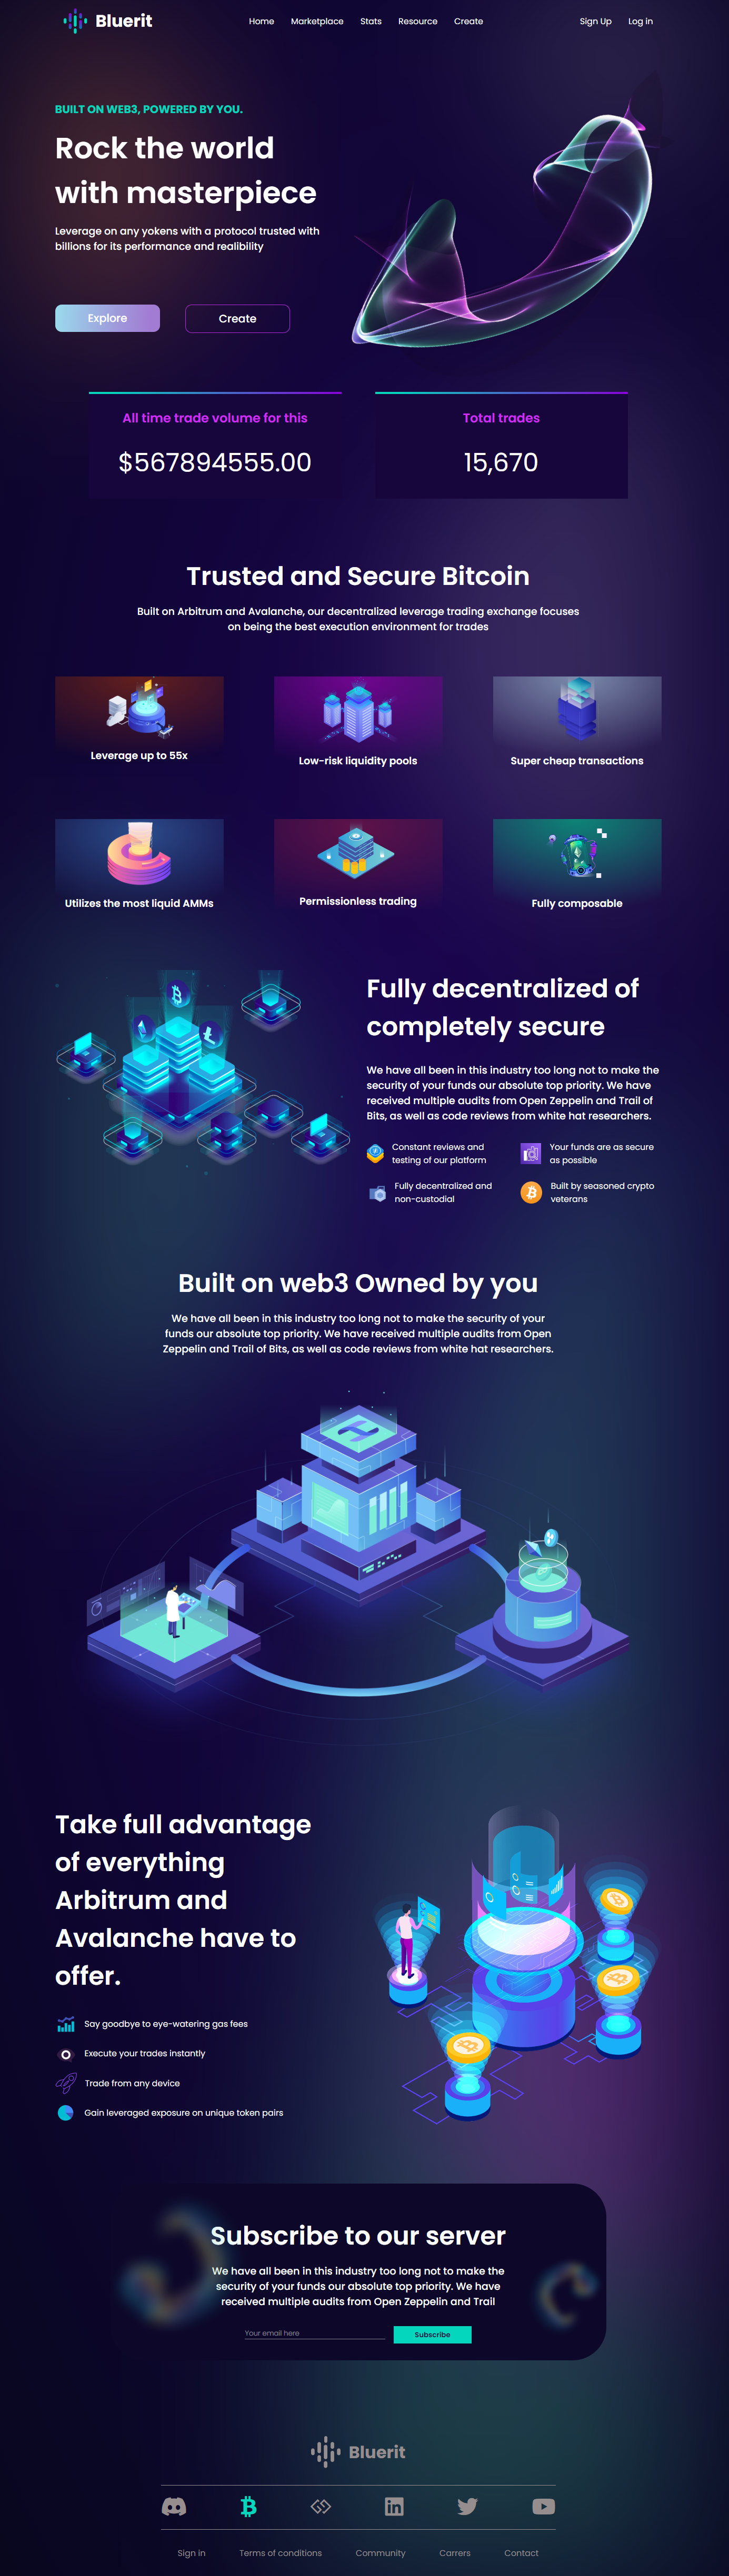 Bluerit
Home Marketplace Stats Resource Create
Sign Up Log in
BUILT ON WEB3, POWERED BY YOU.
Rock the world
with masterpiece
Leverage on any yokens with a protocol trusted with
billions for its performance and realibility
Explore
Create
All time trade volume for this
$567894555.00
Total trades
15,670
Trusted and Secure Bitcoin
Built on Arbitrum and Avalanche, our decentralized leverage trading exchange focuses
on being the best execution environment for trades
Leverage up to 55x
Low-risk liquidity pools
Super cheap transactions
Utilizes the most liquid AMMs
Permissionless trading
Fully composable
Fully decentralized of
completely secure
We have all been in this industry too long not to make the
security of your funds our absolute top priority. We have
received multiple audits from Open Zeppelin and Trail of
Bits, as well as code reviews from white hat researchers.
Constant reviews and
testing of our platform
Your funds are as secure
as possible
Fully decentralized and
non-custodial
Built by seasoned crypto
veterans
Built on web3 Owned by you
We have all been in this industry too long not to make the security of your
funds our absolute top priority. We have received multiple audits from Open
Zeppelin and Trail of Bits, as well as code reviews from white hat researchers.
Take full advantage
of everything
Arbitrum and
Avalanche have to
offer.
Say goodbye to eye-watering gas fees
Execute your trades instantly
Trade from any device
Gain leveraged exposure on unique token pairs
Subscribe to our server
We have all been in this industry too long not to make the
security of your funds our absolute top priority. We have
received multiple audits from Open Zeppelin and Trail
Your email here
Subscribe
Bluerit
Sign in Terms of conditions Community Carrers Contact